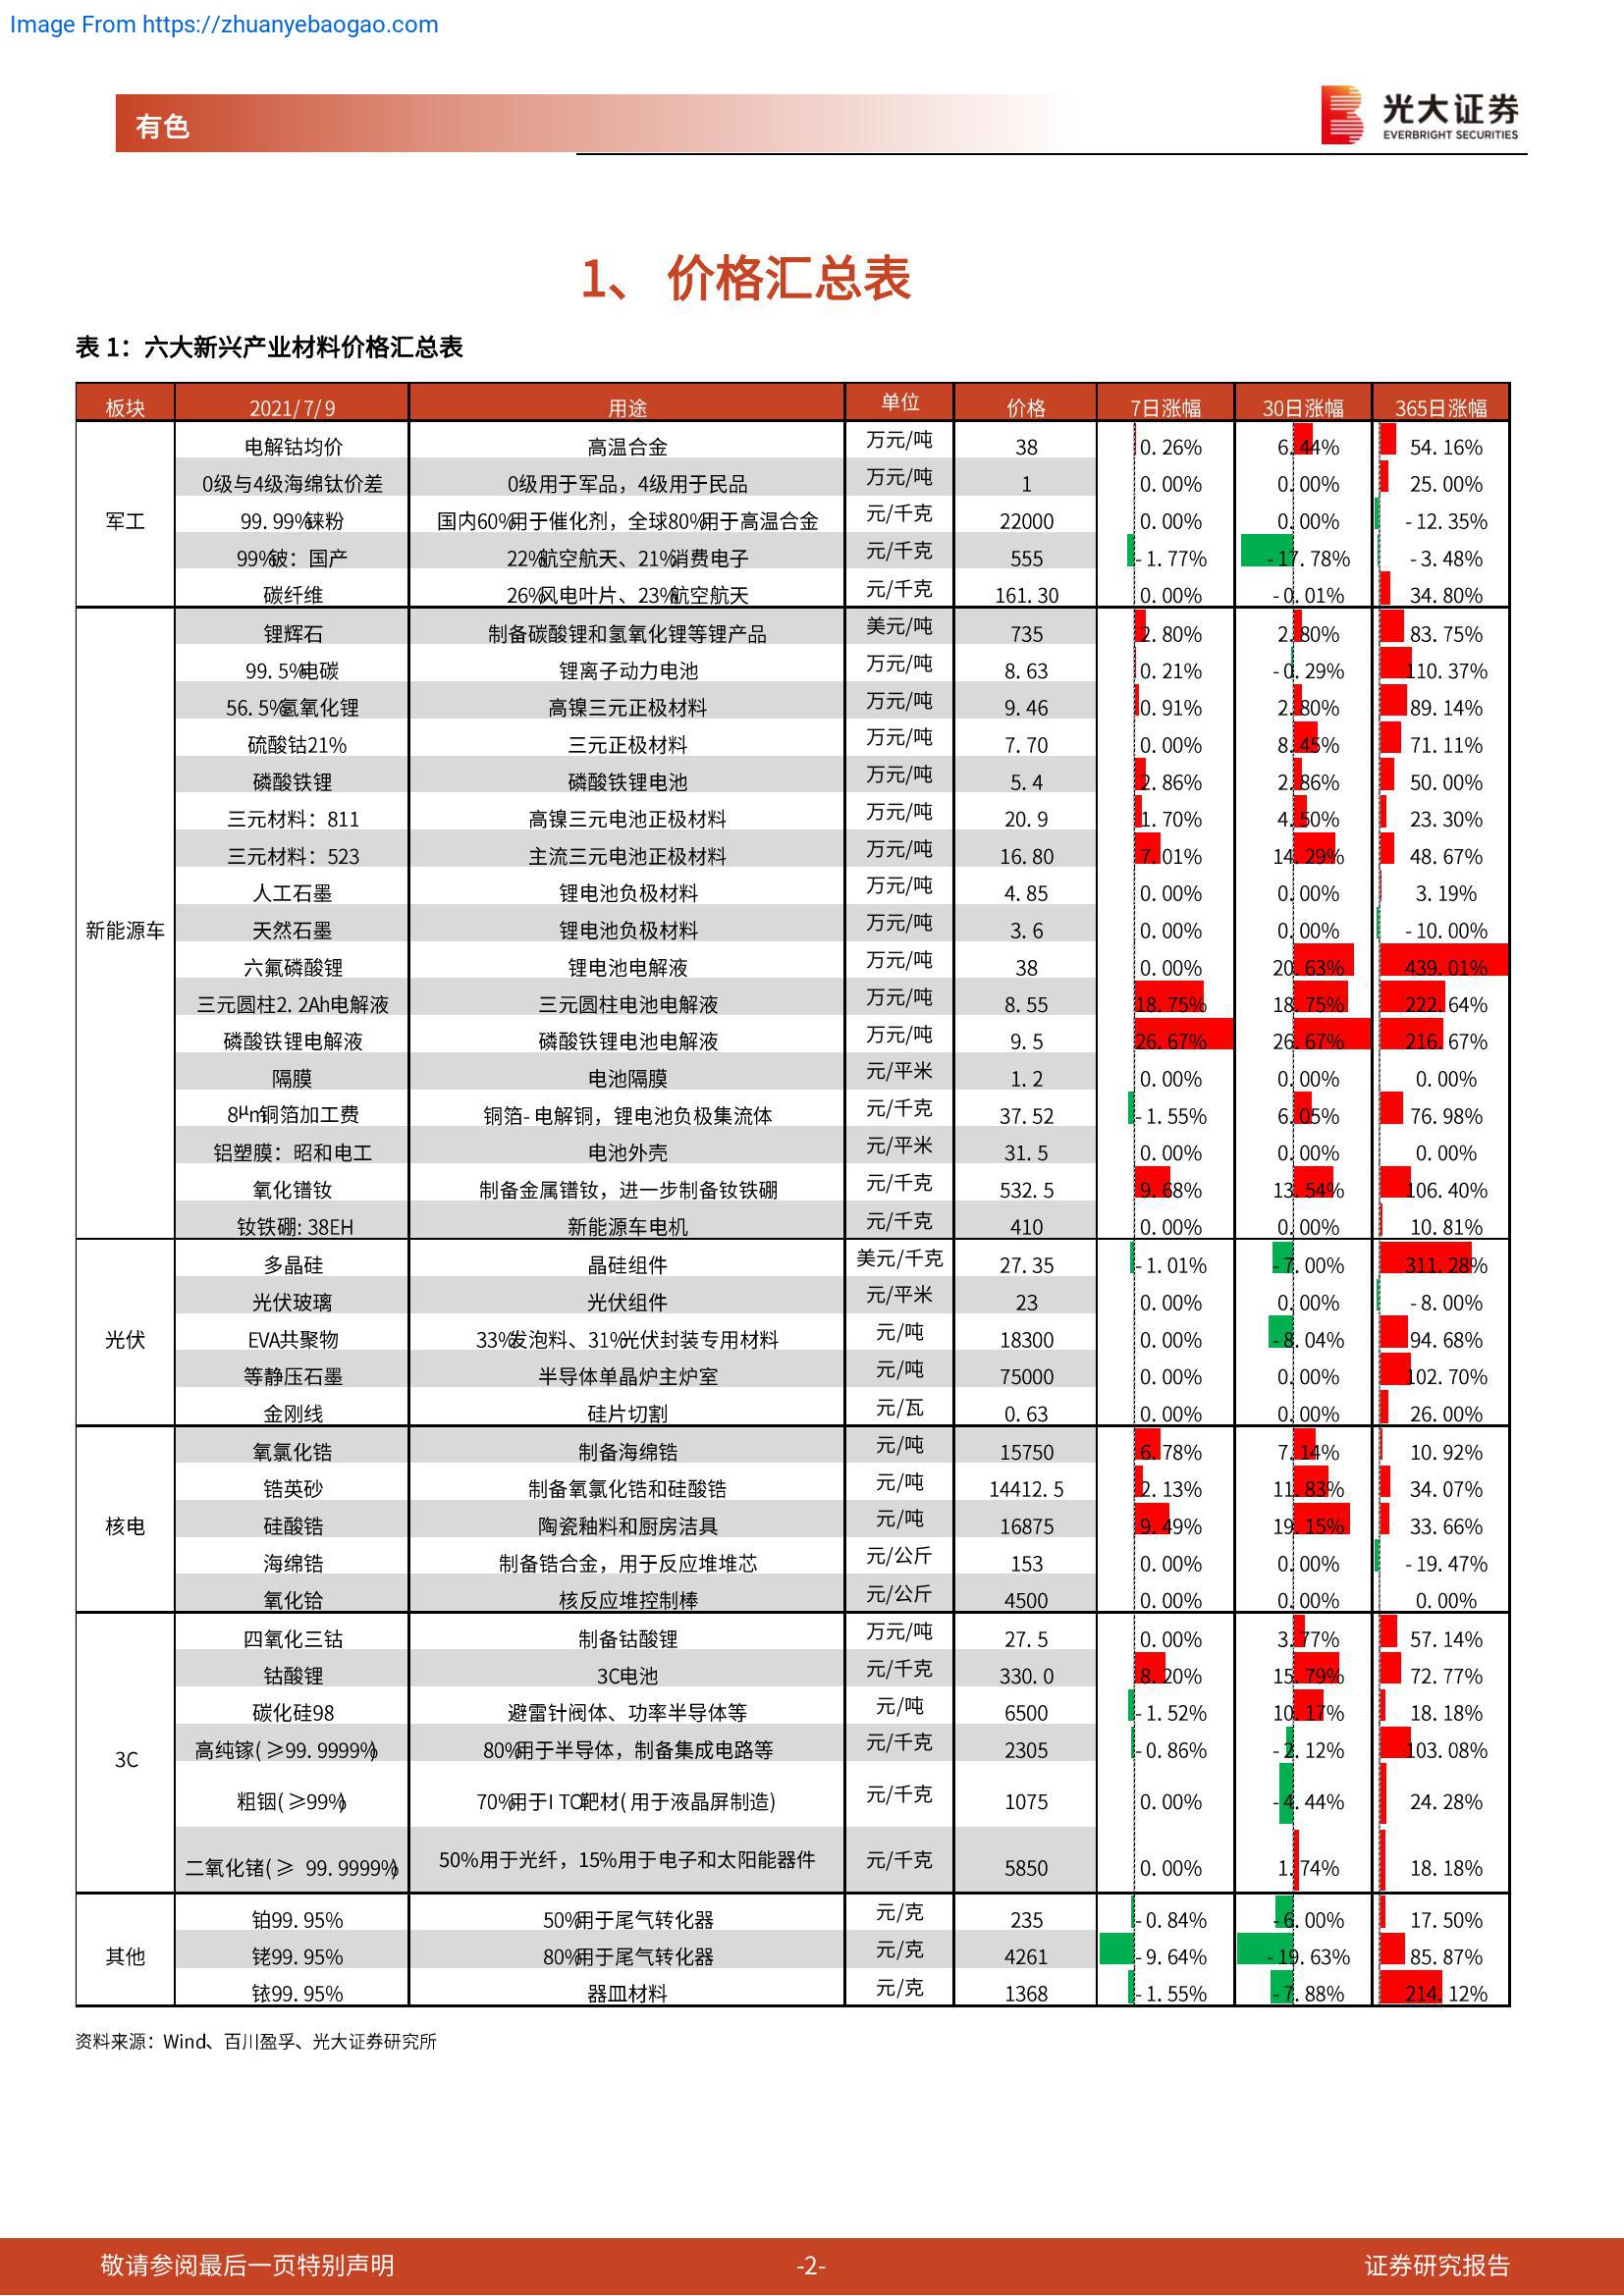 Image From https://zhuanyebaogao.com
有色
光大证券
EVERBRIGHT SECURITIES
1、 价格汇总表
表 1：六大新兴产业材料价格汇总表
板块 2021/7/9 用途 单位 价格 7日涨幅 30日涨幅 365日涨幅
军工
电解钴均价 高温合金 万元/吨 38 0.26% 6.44% 54.16%
0级与4级海绵钛价差 0级用于军品，4级用于民品 万元/吨 1 0.00% 0.00% 25.00%
99.99%铼粉 国内60%用于催化剂，全球80%用于高温合金 元/千克 22000 0.00% 0.00% -12.35%
99%铍：国产 22%航空航天、21%消费电子 元/千克 555 -1.77% -17.78% -3.48%
碳纤维 26%风电叶片、23%航空航天 元/千克 161.30 0.00% -0.01% 34.80%
新能源车
锂辉石 制备碳酸锂和氢氧化锂等锂产品 美元/吨 735 2.80% 2.80% 83.75%
99.5%电碳 锂离子动力电池 万元/吨 8.63 0.21% -0.29% 110.37%
56.5%氢氧化锂 高镍三元正极材料 万元/吨 9.46 0.91% 2.80% 89.14%
硫酸钴21% 三元正极材料 万元/吨 7.70 0.00% 8.45% 71.11%
磷酸铁锂 磷酸铁锂电池 万元/吨 5.4 2.86% 2.86% 50.00%
三元材料：811 高镍三元电池正极材料 万元/吨 20.9 1.70% 4.50% 23.30%
三元材料：523 主流三元电池正极材料 万元/吨 16.80 7.01% 14.29% 48.67%
人工石墨 锂电池负极材料 万元/吨 4.85 0.00% 0.00% 3.19%
天然石墨 锂电池负极材料 万元/吨 3.6 0.00% 0.00% -10.00%
六氟磷酸锂 锂电池电解液 万元/吨 38 0.00% 20.63% 439.01%
三元圆柱2.2Ah电解液 三元圆柱电池电解液 万元/吨 8.55 18.75% 18.75% 222.64%
磷酸铁锂电解液 磷酸铁锂电池电解液 万元/吨 9.5 26.67% 26.67% 216.67%
隔膜 电池隔膜 元/平米 1.2 0.00% 0.00% 0.00%
8μm铜箔加工费 铜箔-电解铜，锂电池负极集流体 元/千克 37.52 -1.55% 6.05% 76.98%
铝塑膜：昭和电工 电池外壳 元/平米 31.5 0.00% 0.00% 0.00%
氧化镨钕 制备金属镨钕，进一步制备钕铁硼 元/千克 532.5 9.68% 13.54% 106.40%
钕铁硼:38EH 新能源车电机 元/千克 410 0.00% 0.00% 10.81%
光伏
多晶硅 晶硅组件 美元/千克 27.35 -1.01% -7.00% 311.28%
光伏玻璃 光伏组件 元/平米 23 0.00% 0.00% -8.00%
EVA共聚物 33%发泡料、31%光伏封装专用材料 元/吨 18300 0.00% -8.04% 94.68%
等静压石墨 半导体单晶炉主炉室 元/吨 75000 0.00% 0.00% 102.70%
金刚线 硅片切割 元/瓦 0.63 0.00% 0.00% 26.00%
核电
氧氯化锆 制备海绵锆 元/吨 15750 6.78% 7.14% 10.92%
锆英砂 制备氧氯化锆和硅酸锆 元/吨 14412.5 2.13% 11.83% 34.07%
硅酸锆 陶瓷釉料和厨房洁具 元/吨 16875 9.49% 19.15% 33.66%
海绵锆 制备锆合金，用于反应堆堆芯 元/公斤 153 0.00% 0.00% -19.47%
氧化铪 核反应堆控制棒 元/公斤 4500 0.00% 0.00% 0.00%
3C
四氧化三钴 制备钴酸锂 万元/吨 27.5 0.00% 3.77% 57.14%
钴酸锂 3C电池 元/千克 330.0 8.20% 15.79% 72.77%
碳化硅98 避雷针阀体、功率半导体等 元/吨 6500 -1.52% 10.17% 18.18%
高纯镓(≥99.9999%) 80%用于半导体，制备集成电路等 元/千克 2305 -0.86% -2.12% 103.08%
粗铟(≥99%) 70%用于ITO靶材(用于液晶屏制造) 元/千克 1075 0.00% -4.44% 24.28%
二氧化锗(≥ 99.9999%) 50%用于光纤，15%用于电子和太阳能器件 元/千克 5850 0.00% 1.74% 18.18%
其他
铂99.95% 50%用于尾气转化器 元/克 235 -0.84% -6.00% 17.50%
铑99.95% 80%用于尾气转化器 元/克 4261 -9.64% -19.63% 85.87%
铱99.95% 器皿材料 元/克 1368 -1.55% -7.88% 214.12%
资料来源：Wind、百川盈孚、光大证券研究所
敬请参阅最后一页特别声明 -2- 证券研究报告